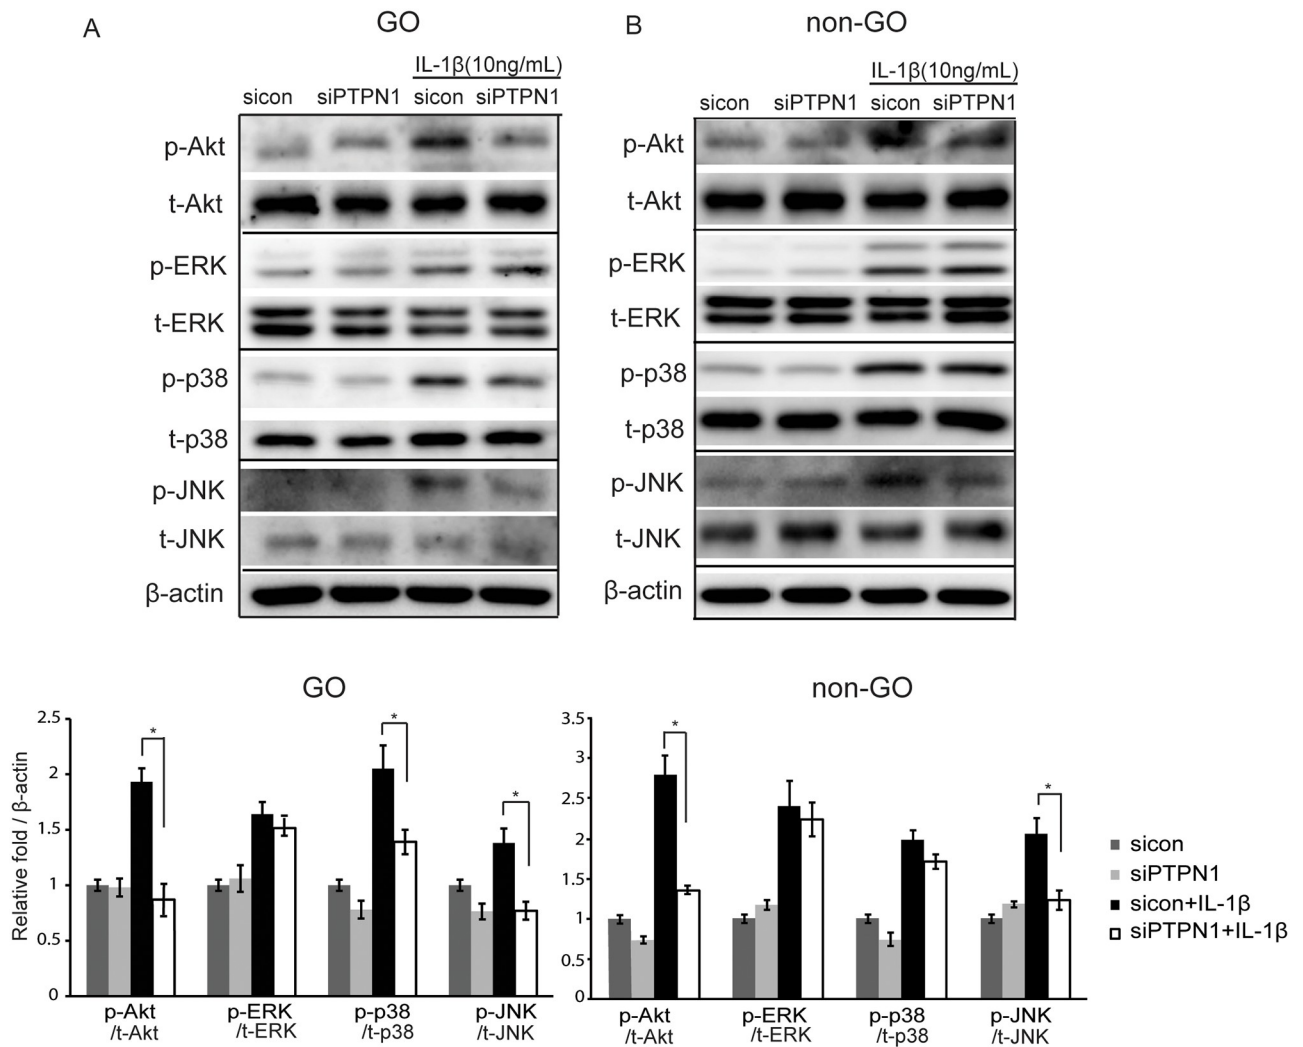 A
GO
B
non-GO
IL-1β(10ng/mL)
sicon siPTPN1 sicon siPTPN1
p-Akt
t-Akt
p-ERK
t-ERK
p-p38
t-p38
p-JNK
t-JNK
β-actin
IL-1β(10ng/mL)
sicon siPTPN1 sicon siPTPN1
p-Akt
t-Akt
p-ERK
t-ERK
p-p38
t-p38
p-JNK
t-JNK
β-actin
GO
Relative fold / β-actin
2.5
2
1.5
1
0.5
0
* * *
p-Akt p-ERK p-p38 p-JNK
/t-Akt /t-ERK /t-p38 /t-JNK
non-GO
3.5
3
2.5
2
1.5
1
0.5
0
* *
p-Akt p-ERK p-p38 p-JNK
/t-Akt /t-ERK /t-p38 /t-JNK
sicon
siPTPN1
sicon+IL-1β
siPTPN1+IL-1β